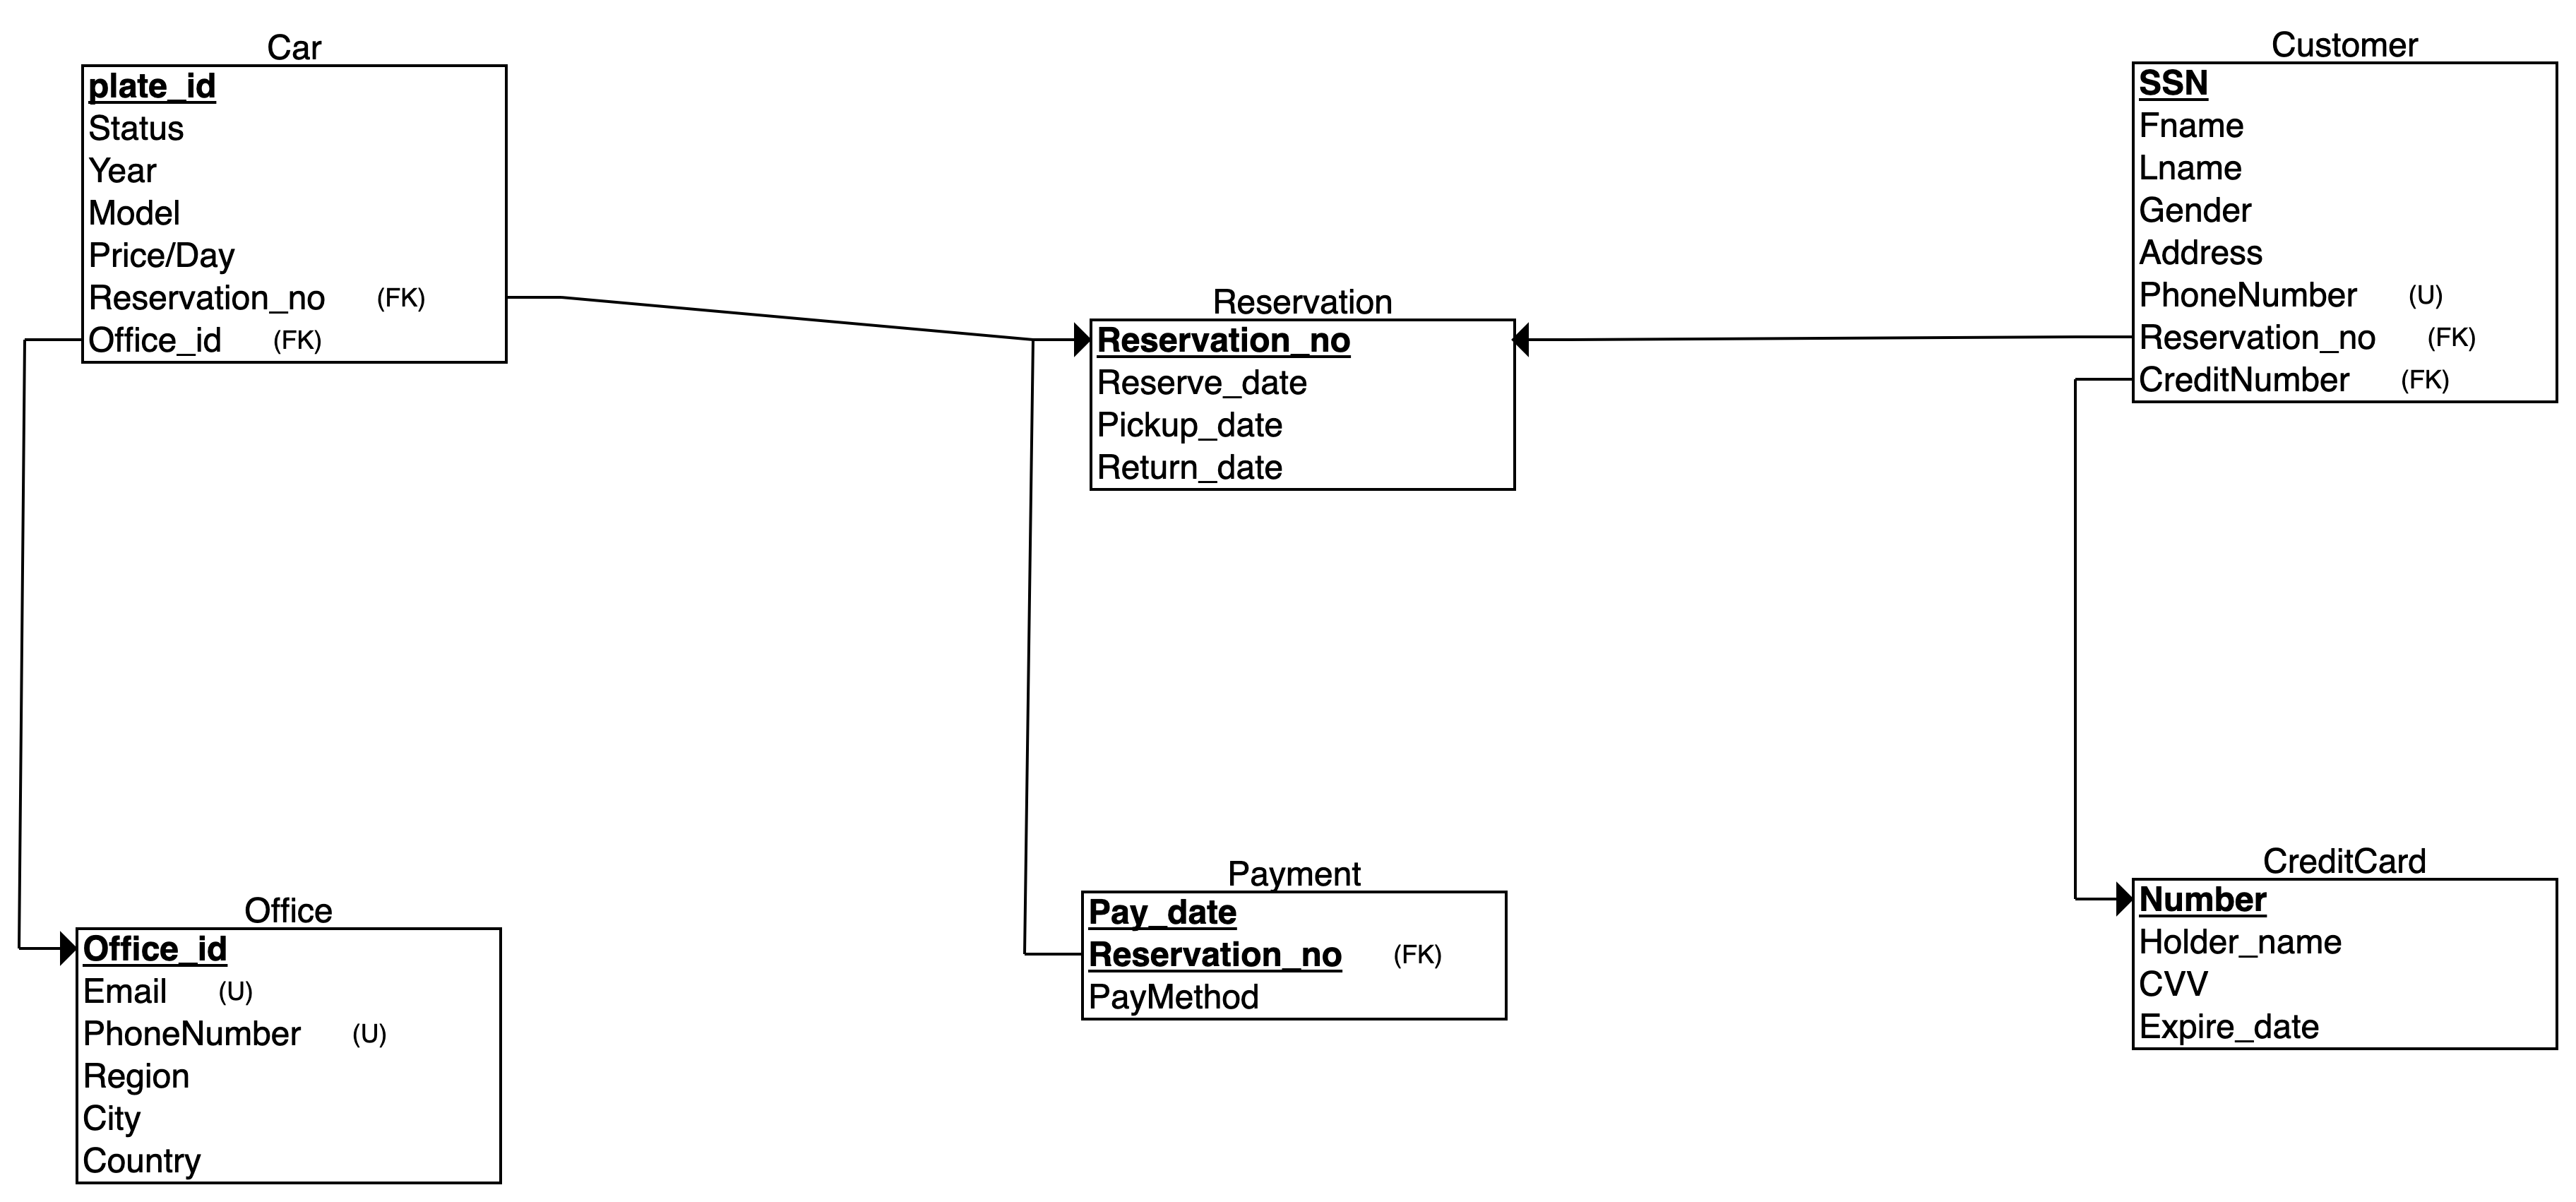 Car
plate_id
Status
Year
Model
Price/Day
Reservation_no (FK)
Office_id (FK)
Customer
SSN
Fname
Lname
Gender
Address
PhoneNumber (U)
Reservation_no (FK)
CreditNumber (FK)
Reservation
Reservation_no
Reserve_date
Pickup_date
Return_date
Office
Office_id
Email (U)
PhoneNumber (U)
Region
City
Country
Payment
Pay_date
Reservation_no (FK)
PayMethod
CreditCard
Number
Holder_name
CVV
Expire_date